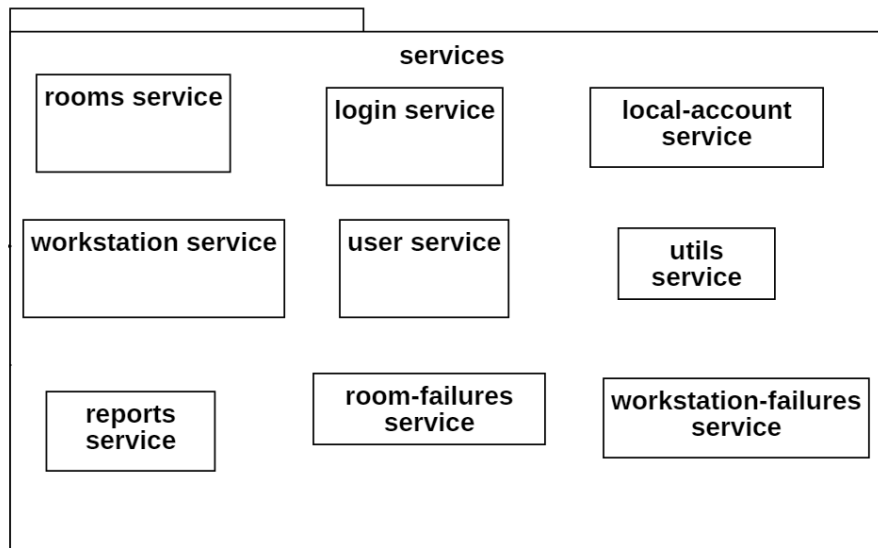 services
rooms service
login service
local-account
service
workstation service
user service
utils
service
reports
service
room-failures
service
workstation-failures
service